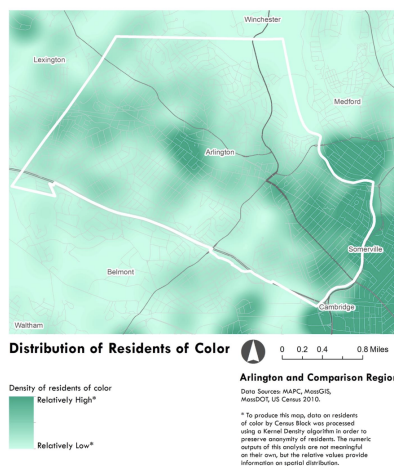 Winchester
Lexington
Medford
Arlington
Somerville
Belmont
Cambridge
Waltham
Distribution of Residents of Color
0 0.2 0.4 0.8 Miles
Arlington and Comparison Region
Data Sources: MAPC, MassGIS,
MassDOT, US Census 2010.
Density of residents of color
Relatively High*
Relatively Low*
* To produce this map, data on residents
of color by Census Block was processed
using a Kernel Density algorithm in order to
preserve anonymity of residents. The numeric
outputs of this analysis are not meaningful
on their own, but the relative values provide
information on spatial distribution.